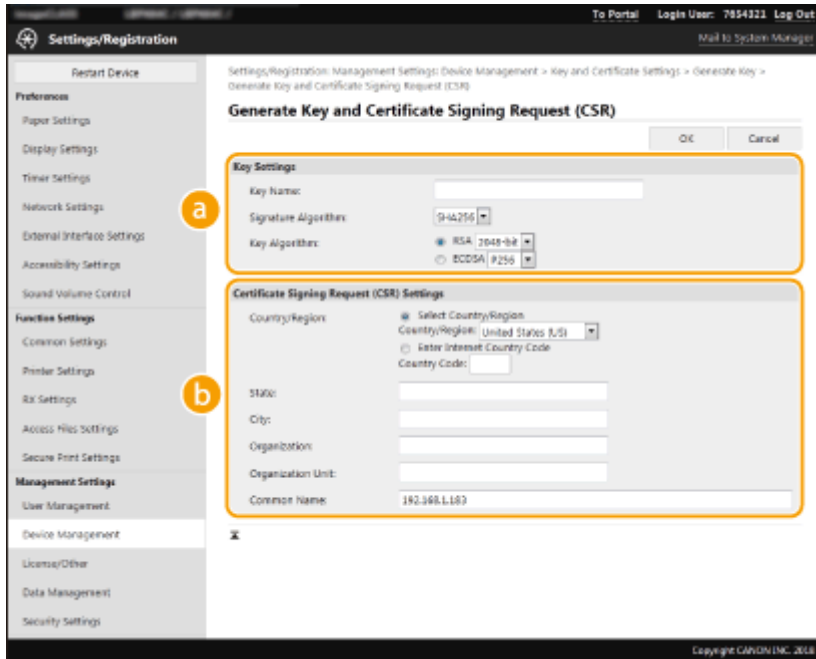 To Portal Login User: 7654321 Log Out
Settings/Registration
Mail to System Manager
Restart Device
Preferences
Paper Settings
Display Settings
Timer Settings
Network Settings
External Interface Settings
Accessibility Settings
Sound Volume Control
Function Settings
Common Settings
Printer Settings
RX Settings
Access Files Settings
Secure Print Settings
Management Settings
User Management
Device Management
License/Other
Data Management
Security Settings
Settings/Registration: Management Settings: Device Management > Key and Certificate Settings > Generate Key >
Generate Key and Certificate Signing Request (CSR)
Generate Key and Certificate Signing Request (CSR)
OK Cancel
a
Key Settings
Key Name:
Signature Algorithm: SHA256
Key Algorithm: RSA 2048-bit
ECDSA P256
b
Certificate Signing Request (CSR) Settings
Country/Region: Select Country/Region
Country/Region: United States (US)
Enter Internet Country Code
Country Code:
State:
City:
Organization:
Organization Unit:
Common Name: 192.168.1.183
Copyright CANON INC. 2018